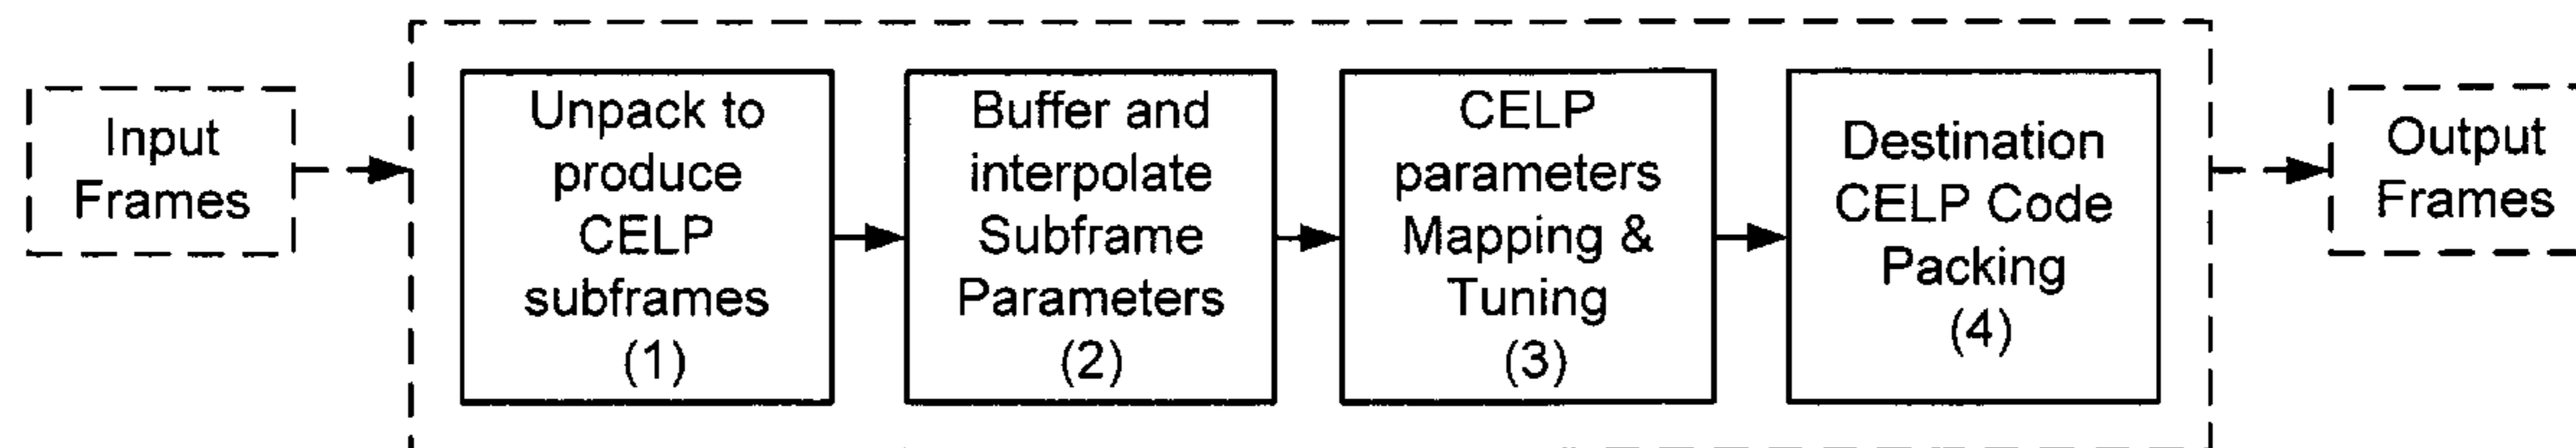 Input
Frames
Unpack to
produce
CELP
subframes
(1)
Buffer and
interpolate
Subframe
Parameters
(2)
CELP
parameters
Mapping &
Tuning
(3)
Destination
CELP Code
Packing
(4)
Output
Frames